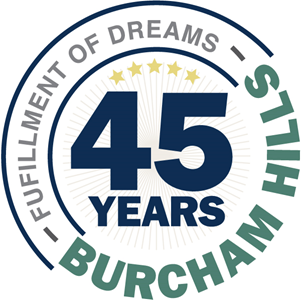 – FUFILLMENT OF DREAMS –
45
YEARS
BURCHAM HILLS